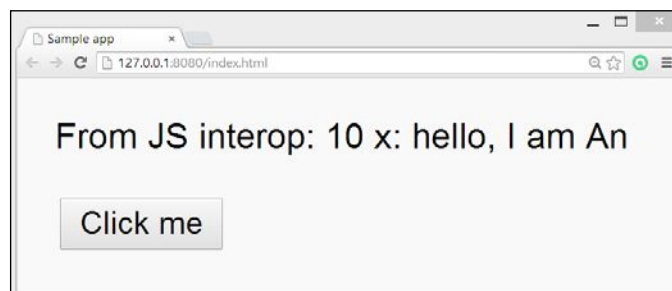 Sample app
127.0.0.1:8080/index.html
From JS interop: 10 x: hello, I am An
Click me